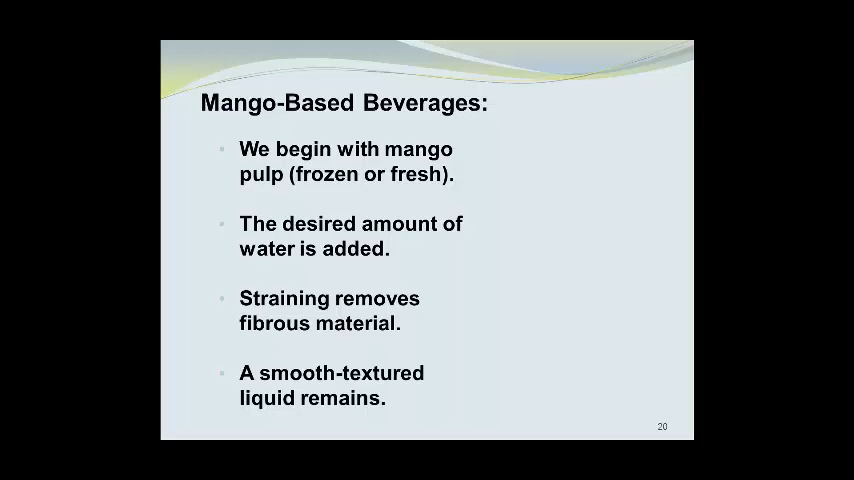 Mango-Based Beverages:
We begin with mango
pulp (frozen or fresh).
The desired amount of
water is added.
Straining removes
fibrous material.
A smooth-textured
liquid remains.
20